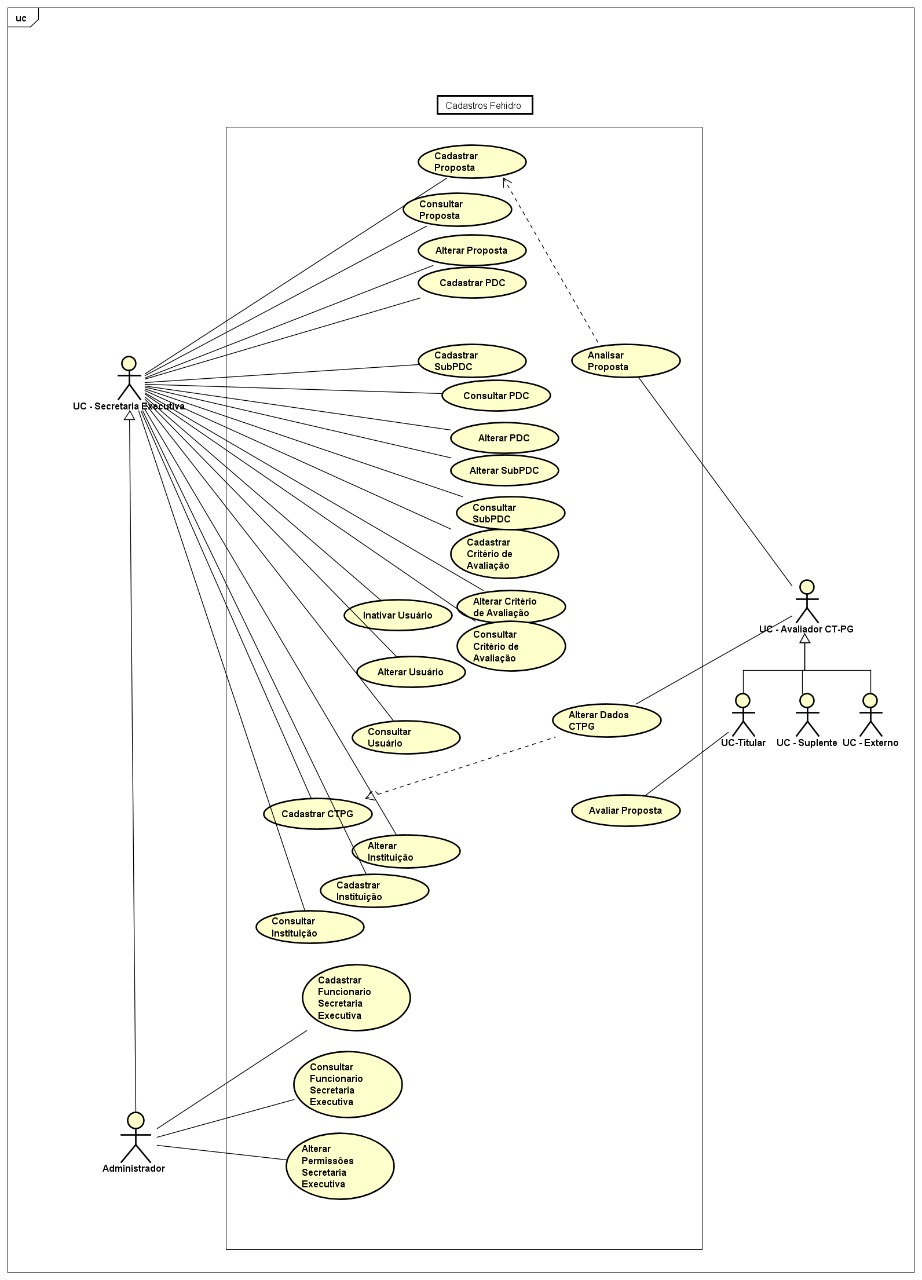 uc
Cadastros Fehidro
Cadastrar
Proposta
Consultar
Proposta
Alterar Proposta
Cadastrar PDC
Cadastrar
SubPDC
Analisar
Proposta
Consultar PDC
UC - Secretaria Executiva
Alterar PDC
Alterar SubPDC
Consultar
SubPDC
Cadastrar
Critério de
Avaliação
Alterar Critério
de Avaliação
Inativar Usuário
Consultar
Critério de
Avaliação
UC - Avaliador CT-PG
Alterar Usuário
Alterar Dados
CTPG
Consultar
Usuário
UC-Titular
UC - Suplente
UC - Externo
Cadastrar CTPG
Avaliar Proposta
Alterar
Instituição
Cadastrar
Instituição
Consultar
Instituição
Cadastrar
Funcionario
Secretaria
Executiva
Consultar
Funcionario
Secretaria
Executiva
Alterar
Permissões
Secretaria
Executiva
Administrador